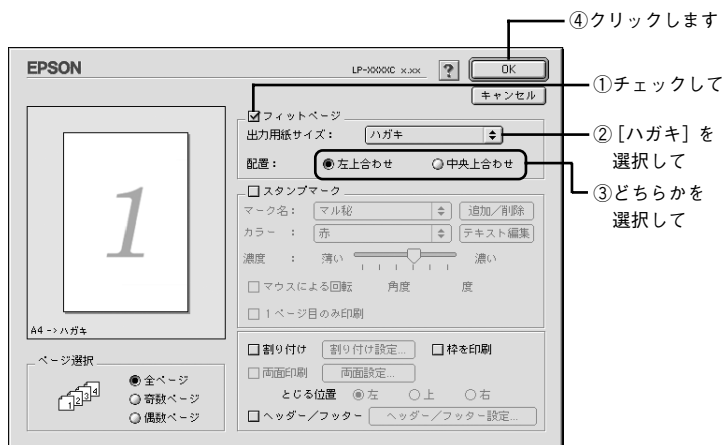 ④クリックします
EPSON
LP-XXXXC x.xx
?
OK
キャンセル
①チェックして
フィットページ
出力用紙サイズ： ハガキ
②［ハガキ］を
選択して
配置： 左上合わせ 中央上合わせ
③どちらかを
選択して
1
スタンプマーク
マーク名： マル秘 追加/削除
カラー ： 赤 テキスト編集
濃度 ： 薄い 濃い
マウスによる回転 角度 度
1ページ目のみ印刷
A4 -> ハガキ
ページ選択
1 2 3 4
全ページ
奇数ページ
偶数ページ
割り付け 割り付け設定... 枠を印刷
両面印刷 両面設定...
とじる位置 左 上 右
ヘッダー／フッター ヘッダー／フッター設定...